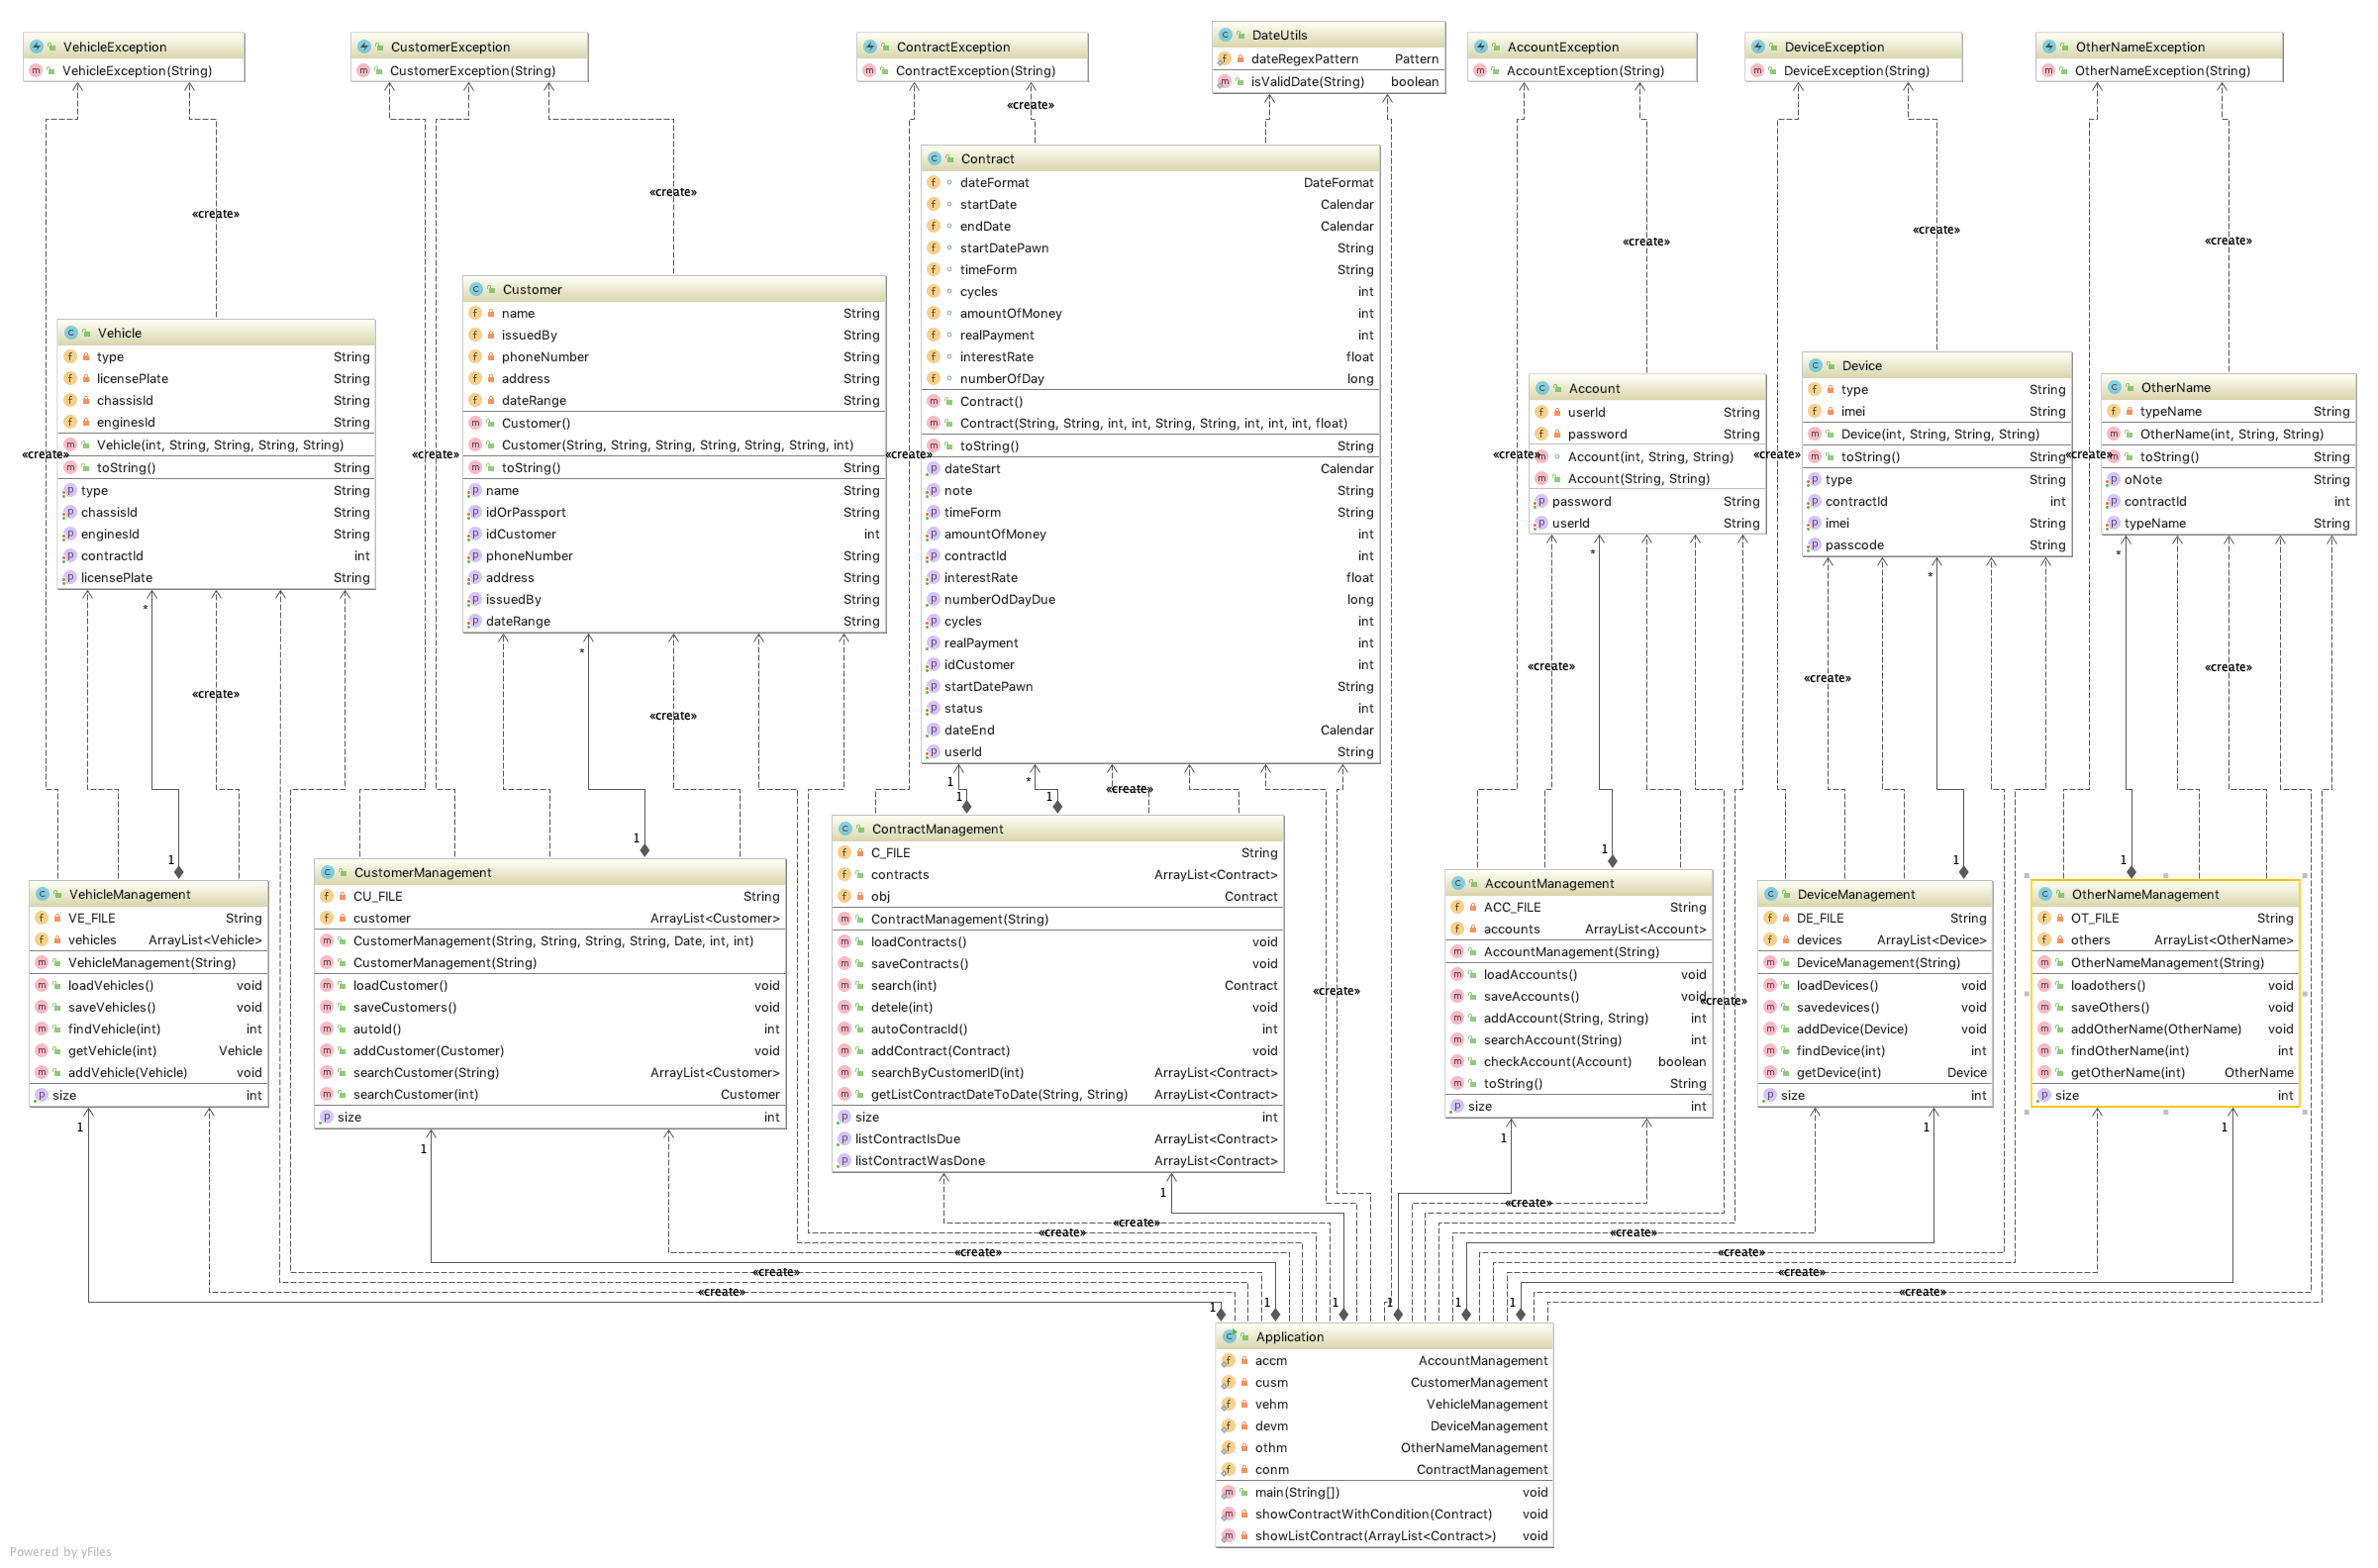 VehicleException
VehicleException(String)
CustomerException
CustomerException(String)
ContractException
ContractException(String)
DateUtils
dateRegexPattern Pattern
isValidDate(String) boolean
AccountException
AccountException(String)
DeviceException
DeviceException(String)
OtherNameException
OtherNameException(String)
«create»
«create»
«create»
«create»
«create»
«create»
Vehicle
type String
licensePlate String
chassisId String
enginesId String
Vehicle(int, String, String, String, String)
toString() String
type String
chassisId String
enginesId String
contractId int
licensePlate String
Customer
name String
issuedBy String
phoneNumber String
address String
dateRange String
Customer()
Customer(String, String, String, String, String, String, int)
toString() String
name String
idOrPassport String
idCustomer int
phoneNumber String
address String
issuedBy String
dateRange String
Contract
dateFormat DateFormat
startDate Calendar
endDate Calendar
startDatePawn String
timeForm String
cycles int
amountOfMoney int
realPayment int
interestRate float
numberOfDay long
Contract()
Contract(String, String, int, int, String, String, int, int, int, float)
toString() String
dateStart Calendar
note String
timeForm String
amountOfMoney int
contractId int
interestRate float
numberOdDayDue long
cycles int
realPayment int
idCustomer int
startDatePawn String
status int
dateEnd Calendar
userId String
Account
userId String
password String
Account(int, String, String)
Account(String, String)
password String
userId String
Device
type String
imei String
Device(int, String, String, String)
toString() String
type String
contractId int
imei String
passcode String
OtherName
typeName String
OtherName(int, String, String)
toString() String
oNote String
contractId int
typeName String
«create»
«create»
«create»
«create»
«create»
«create»
*
*
*
*
*
«create»
«create»
«create»
«create»
«create»
1
*
1
1
«create»
1
1
1
1
1
VehicleManagement
VE_FILE String
vehicles ArrayList<Vehicle>
VehicleManagement(String)
loadVehicles() void
saveVehicles() void
findVehicle(int) int
getVehicle(int) Vehicle
addVehicle(Vehicle) void
size int
CustomerManagement
CU_FILE String
customer ArrayList<Customer>
CustomerManagement(String, String, String, String, Date, int, int)
CustomerManagement(String)
loadCustomer() void
saveCustomers() void
autoId() int
addCustomer(Customer) void
searchCustomer(String) ArrayList<Customer>
searchCustomer(int) Customer
size int
ContractManagement
C_FILE String
contracts ArrayList<Contract>
obj Contract
ContractManagement(String)
loadContracts() void
saveContracts() void
search(int) Contract
detele(int) void
autoContracId() int
addContract(Contract) void
searchByCustomerID(int) ArrayList<Contract>
getListContractDateToDate(String, String) ArrayList<Contract>
size int
listContractIsDue ArrayList<Contract>
listContractWasDone ArrayList<Contract>
«create»
AccountManagement
ACC_FILE String
accounts ArrayList<Account>
AccountManagement(String)
loadAccounts() void
saveAccounts() void
addAccount(String, String) int
searchAccount(String) int
checkAccount(Account) boolean
toString() String
size int
«create»
DeviceManagement
DE_FILE String
devices ArrayList<Device>
DeviceManagement(String)
loadDevices() void
savedevices() void
addDevice(Device) void
findDevice(int) int
getDevice(int) Device
size int
OtherNameManagement
OT_FILE String
others ArrayList<OtherName>
OtherNameManagement(String)
loadothers() void
saveOthers() void
addOtherName(OtherName) void
findOtherName(int) int
getOtherName(int) OtherName
size int
1
1
1
1
1
1
«create»
«create»
«create»
«create»
«create»
«create»
«create»
«create»
«create»
«create»
1
1
1
1
1
1
Application
accm AccountManagement
cusm CustomerManagement
vehm VehicleManagement
devm DeviceManagement
othm OtherNameManagement
conm ContractManagement
main(String[]) void
showContractWithCondition(Contract) void
showListContract(ArrayList<Contract>) void
Powered by yFiles